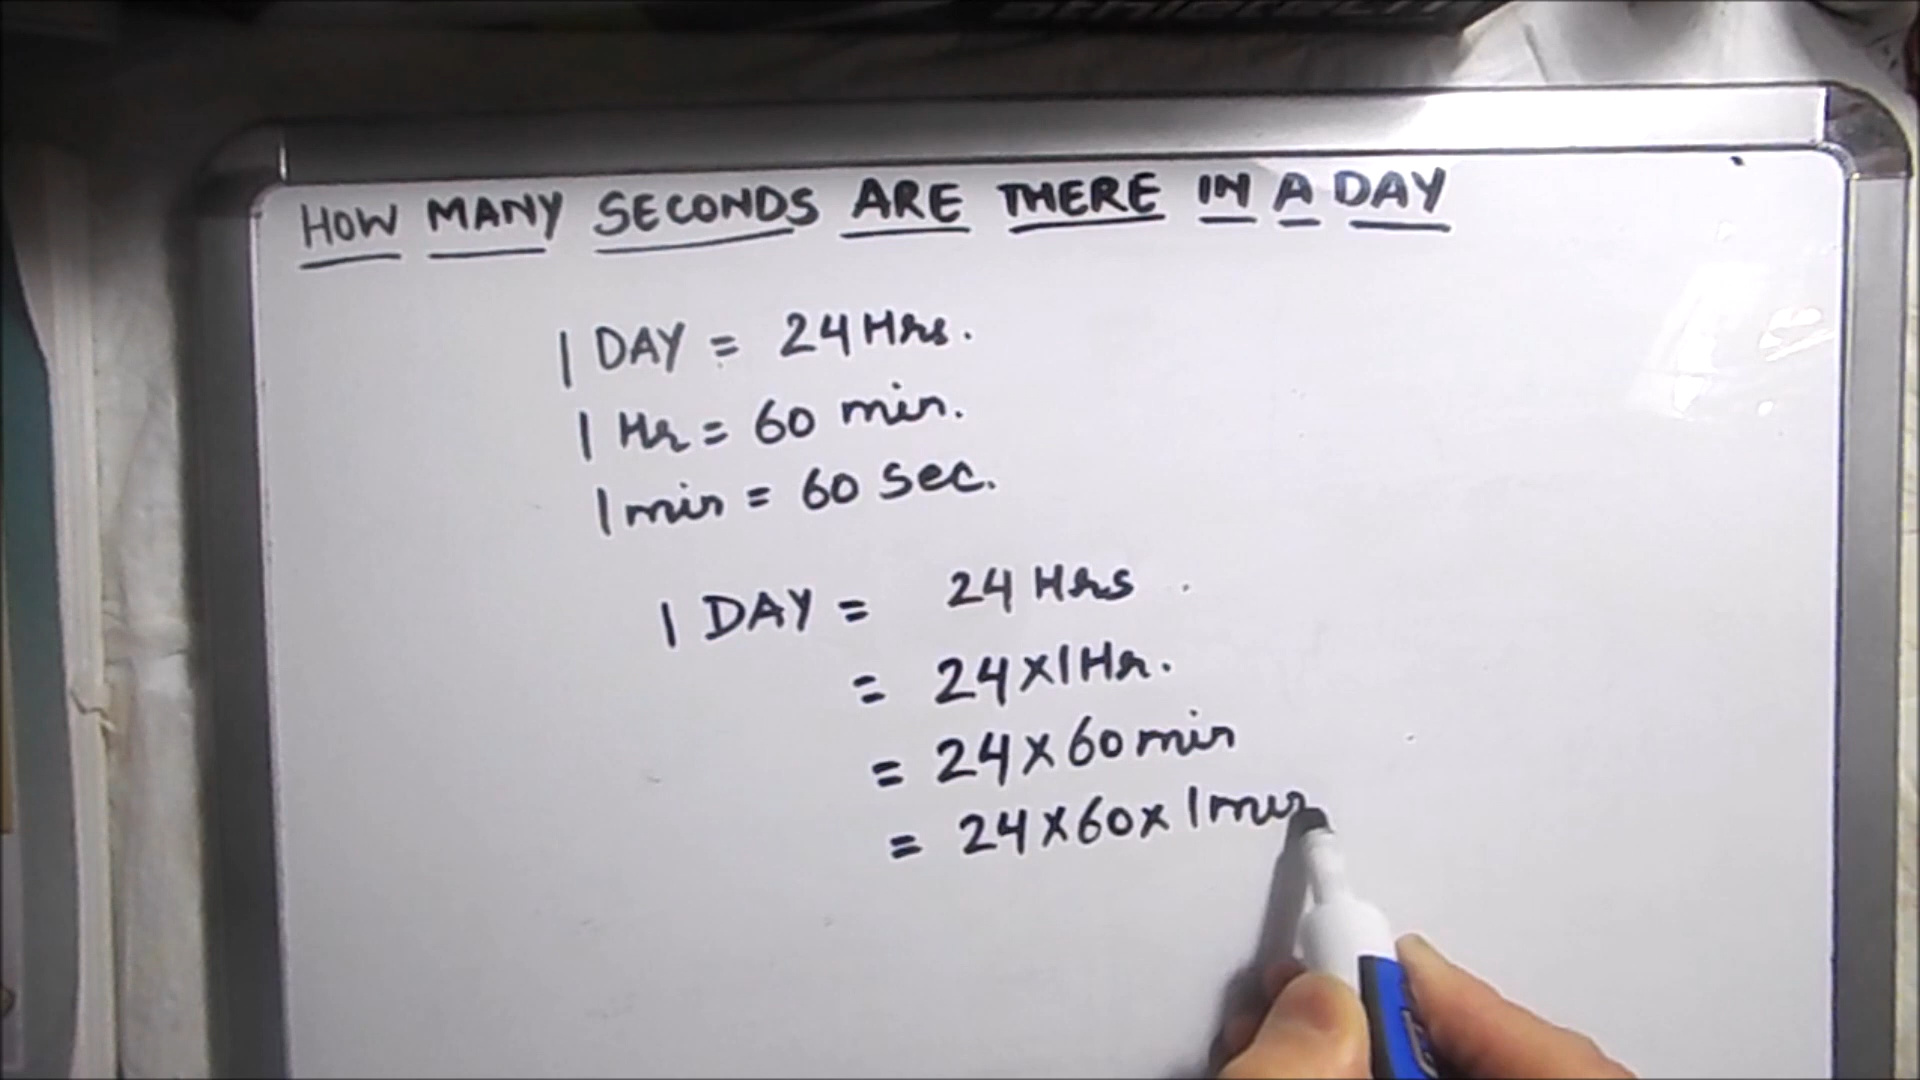 HOW MANY SECONDS ARE THERE IN A DAY
1 DAY = 24 Hrs.
1 Hr = 60 min.
1 min = 60 Sec.
1 DAY = 24 Hrs
= 24 × 1 Hr.
= 24 × 60 min
= 24 × 60 × 1 min